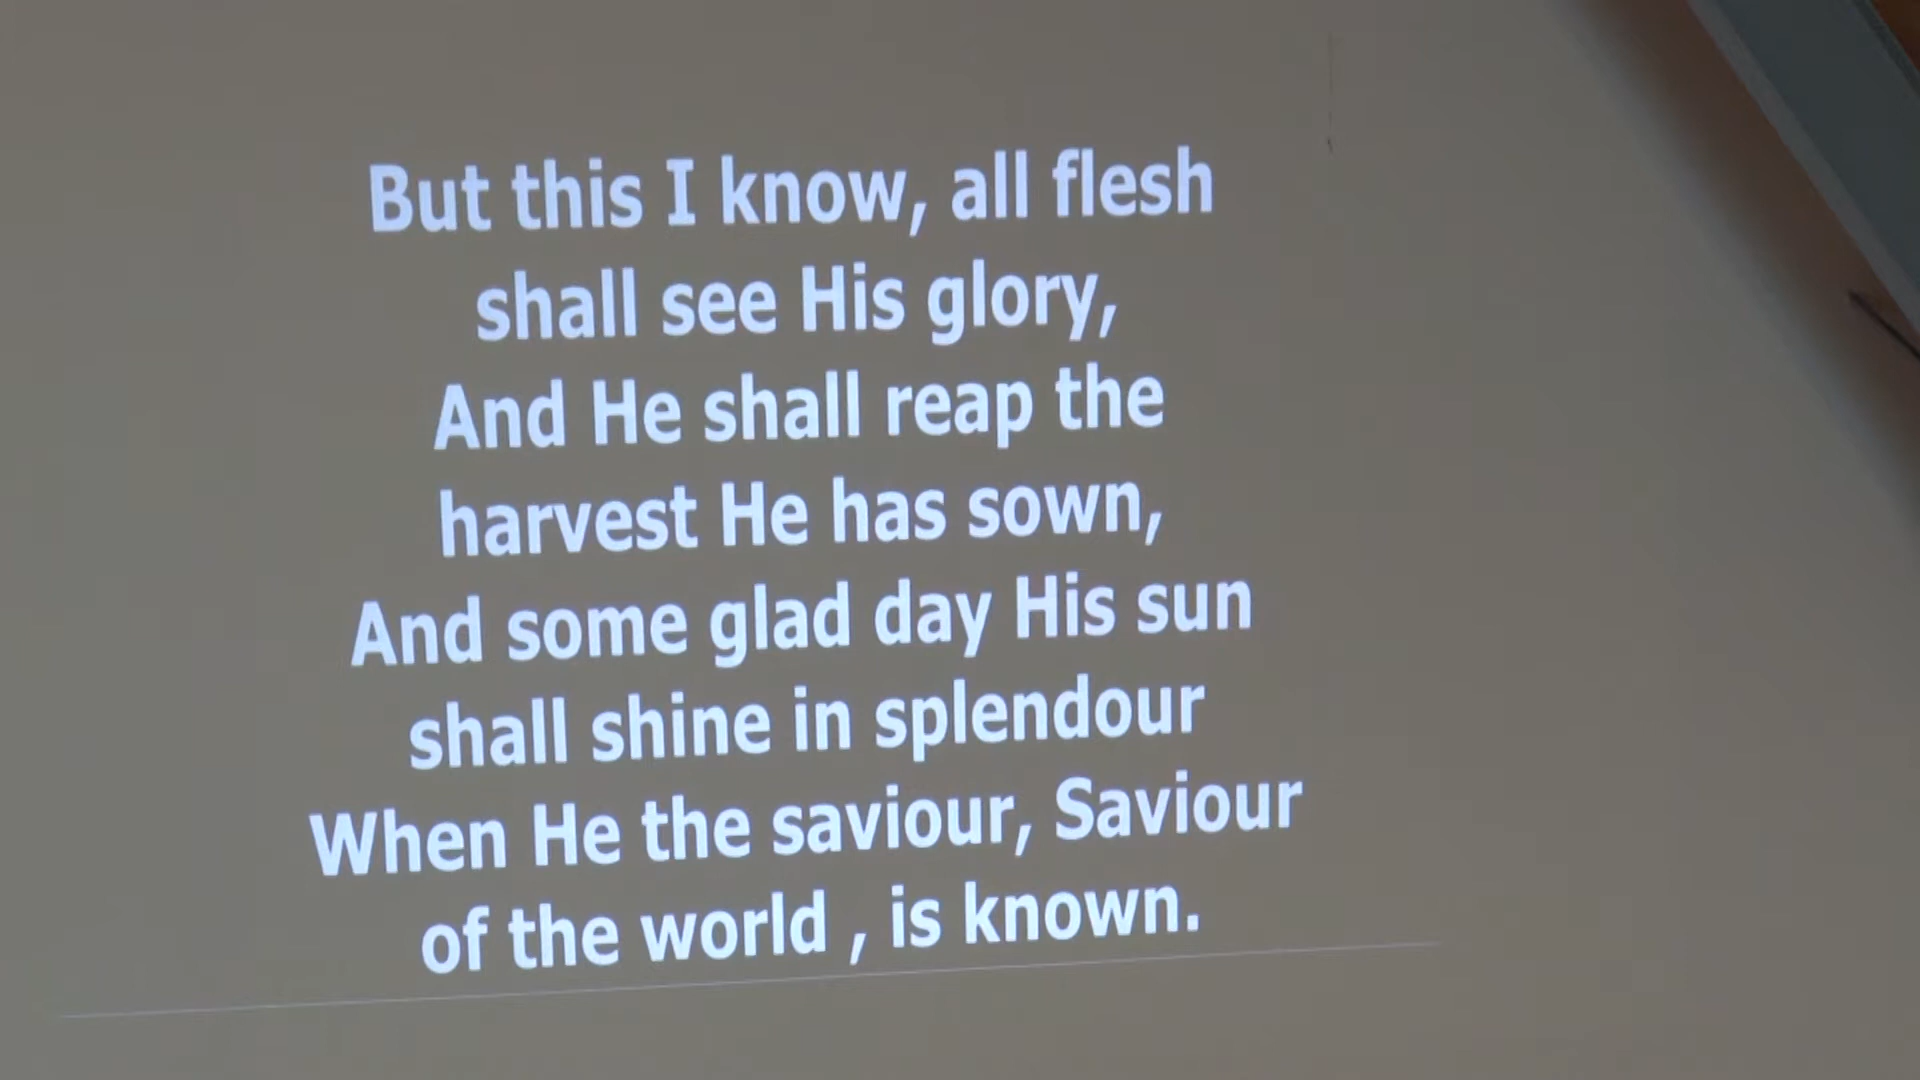 But this I know, all flesh
shall see His glory,
And He shall reap the
harvest He has sown,
And some glad day His sun
shall shine in splendour
When He the saviour, Saviour
of the world , is known.